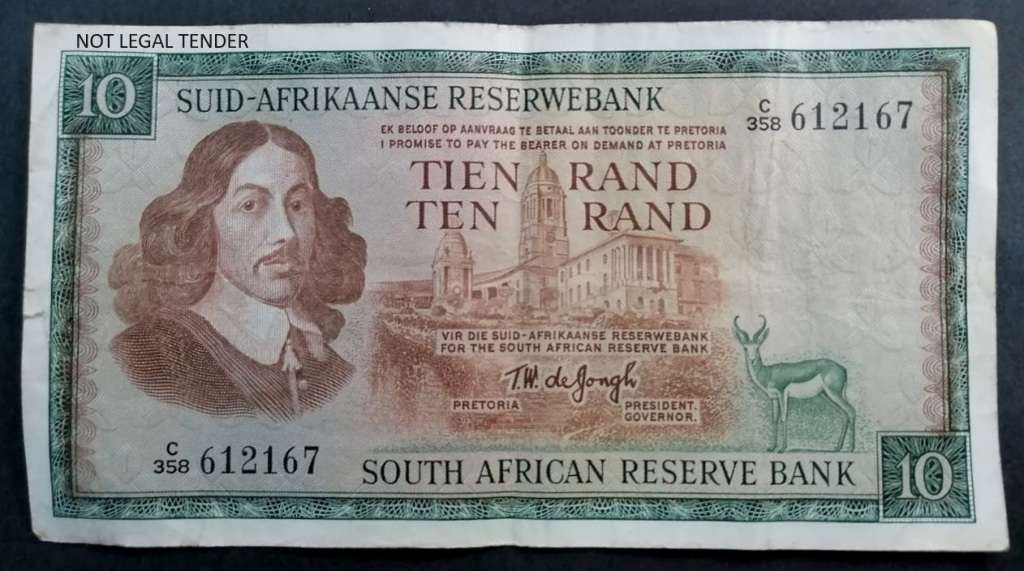 NOT LEGAL TENDER
10
SUID-AFRIKAANSE RESERWEBANK
C
358 612167
EK BELOOF OP AANVRAAG TE BETAAL AAN TOONDER TE PRETORIA
I PROMISE TO PAY THE BEARER ON DEMAND AT PRETORIA
TIEN RAND
TEN RAND
VIR DIE SUID-AFRIKAANSE RESERWEBANK
FOR THE SOUTH AFRICAN RESERVE BANK
T.W. de Jongh
PRETORIA
PRESIDENT.
GOVERNOR.
C
358 612167
SOUTH AFRICAN RESERVE BANK
10